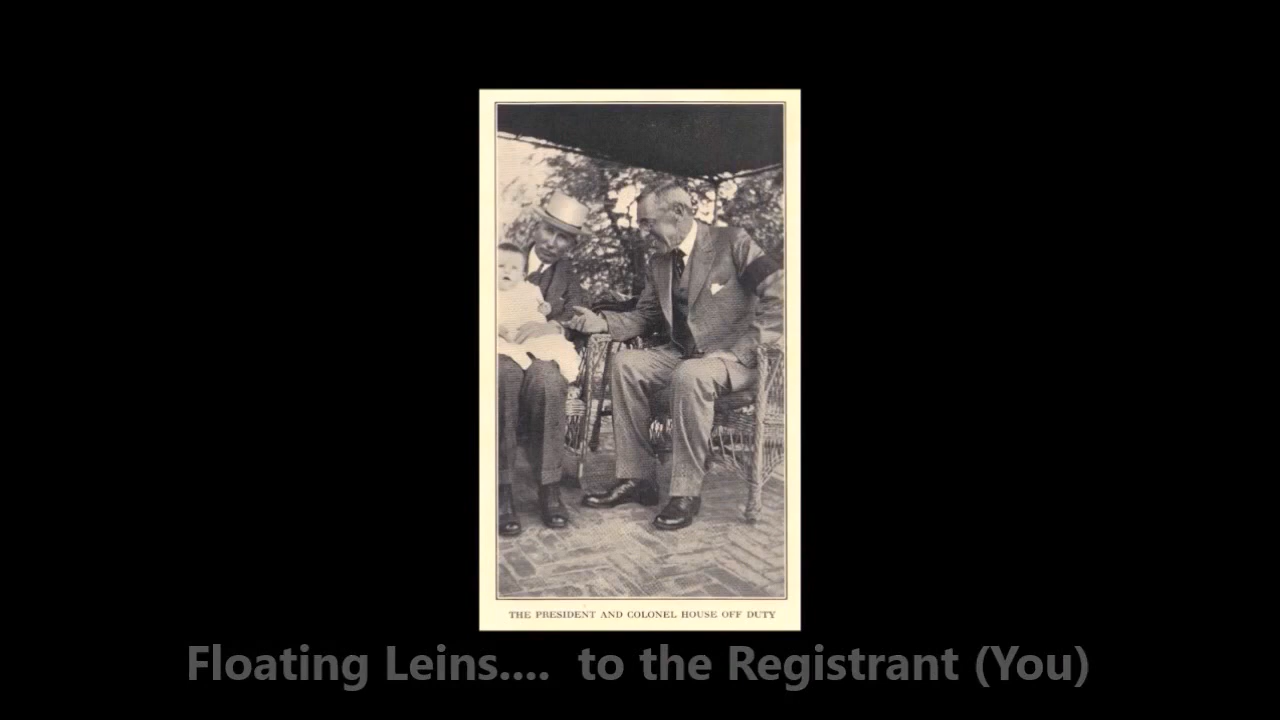 THE PRESIDENT AND COLONEL HOUSE OFF DUTY
Floating Leins.... to the Registrant (You)